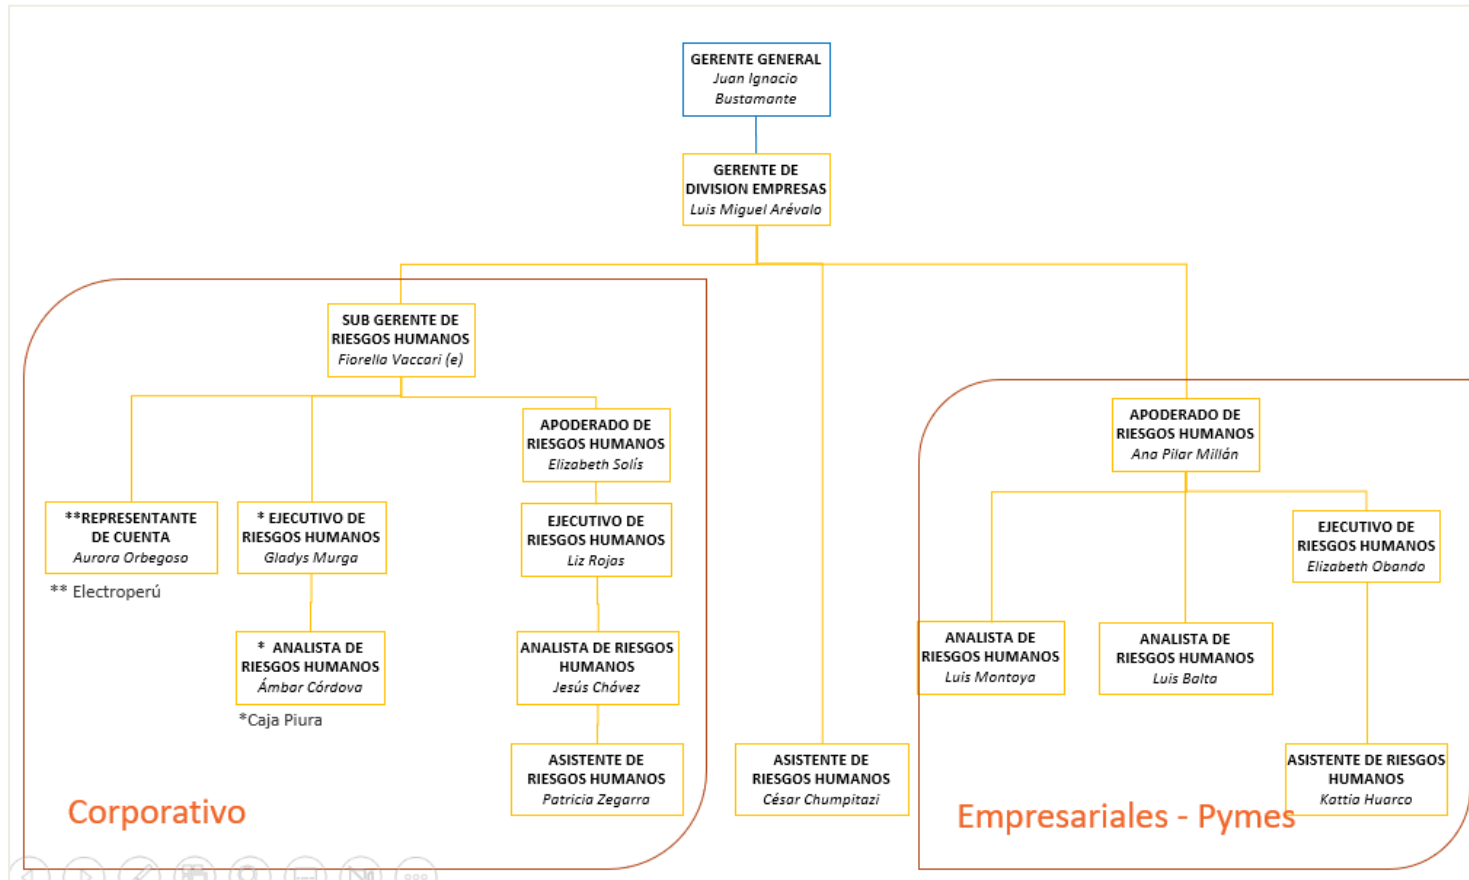 GERENTE GENERAL
Juan Ignacio
Bustamante
GERENTE DE
DIVISION EMPRESAS
Luis Miguel Arévalo
SUB GERENTE DE
RIESGOS HUMANOS
Fiorella Vaccari (e)
APODERADO DE
RIESGOS HUMANOS
Elizabeth Solís
APODERADO DE
RIESGOS HUMANOS
Ana Pilar Millán
**REPRESENTANTE
DE CUENTA
Aurora Orbegoso
** Electroperú
* EJECUTIVO DE
RIESGOS HUMANOS
Gladys Murga
EJECUTIVO DE
RIESGOS HUMANOS
Liz Rojas
EJECUTIVO DE
RIESGOS HUMANOS
Elizabeth Obando
* ANALISTA DE
RIESGOS HUMANOS
Ámbar Córdova
*Caja Piura
ANALISTA DE RIESGOS
HUMANOS
Jesús Chávez
ANALISTA DE
RIESGOS HUMANOS
Luis Montoya
ANALISTA DE
RIESGOS HUMANOS
Luis Balta
ASISTENTE DE
RIESGOS HUMANOS
Patricia Zegarra
ASISTENTE DE
RIESGOS HUMANOS
César Chumpitazi
ASISTENTE DE RIESGOS
HUMANOS
Kattia Huarco
Corporativo
Empresariales - Pymes